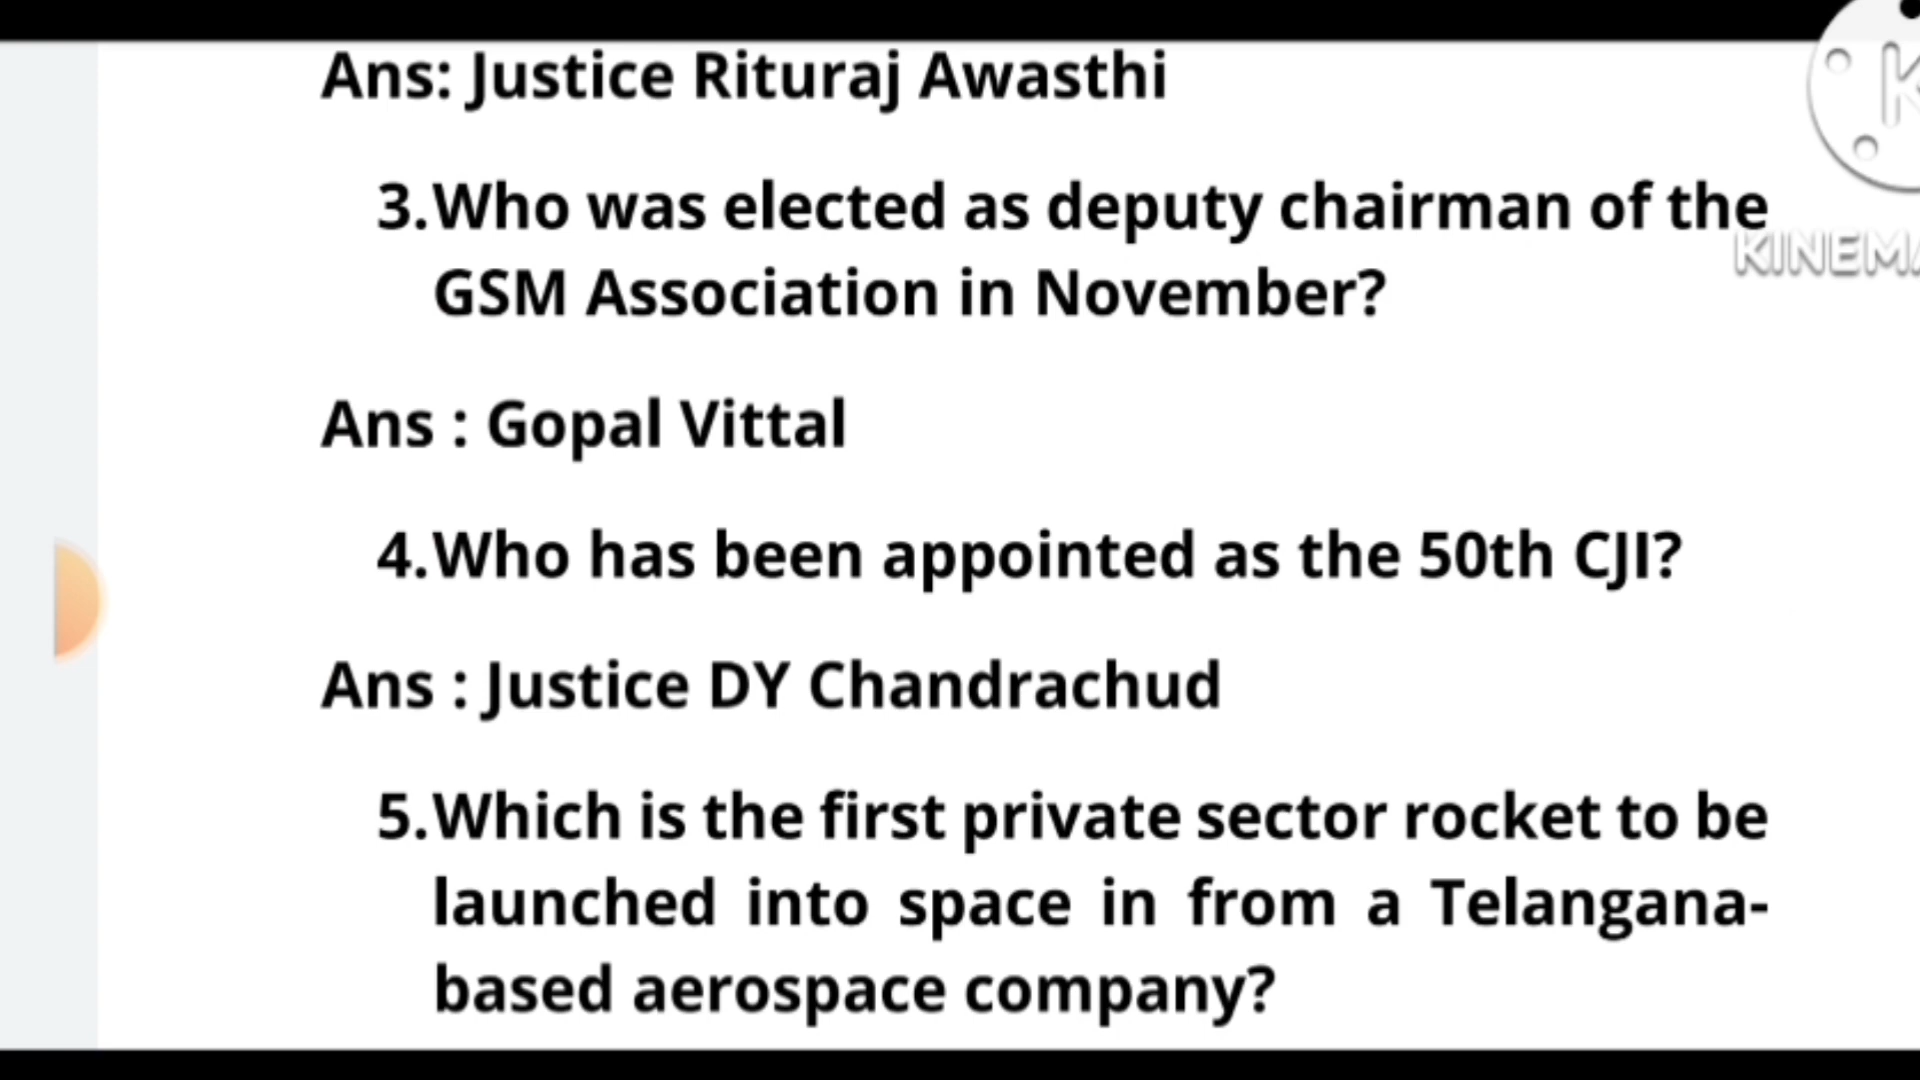 Ans: Justice Rituraj Awasthi
3.Who was elected as deputy chairman of the
GSM Association in November?
Ans : Gopal Vittal
4.Who has been appointed as the 50th CJI?
Ans : Justice DY Chandrachud
5.Which is the first private sector rocket to be
launched into space in from a Telangana-
based aerospace company?
K
KINEMA